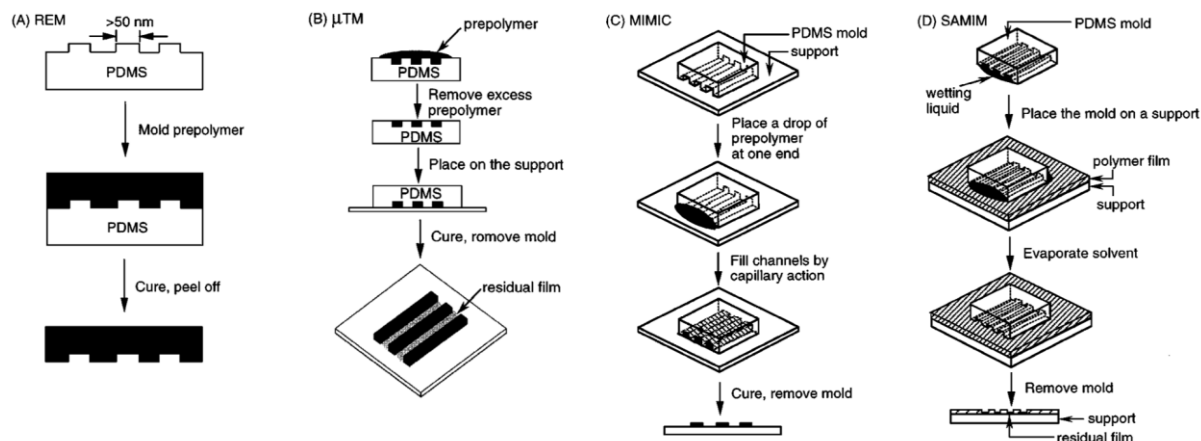 (A) REM
>50 nm
PDMS
Mold prepolymer
PDMS
Cure, peel off
(B) μTM
prepolymer
PDMS
Remove excess
prepolymer
PDMS
Place on the support
PDMS
Cure, romove mold
residual film
(C) MIMIC
PDMS mold
support
Place a drop of
prepolymer
at one end
Fill channels by
capillary action
Cure, remove mold
(D) SAMIM
PDMS mold
wetting
liquid
Place the mold on a support
polymer film
support
Evaporate solvent
Remove mold
support
residual film